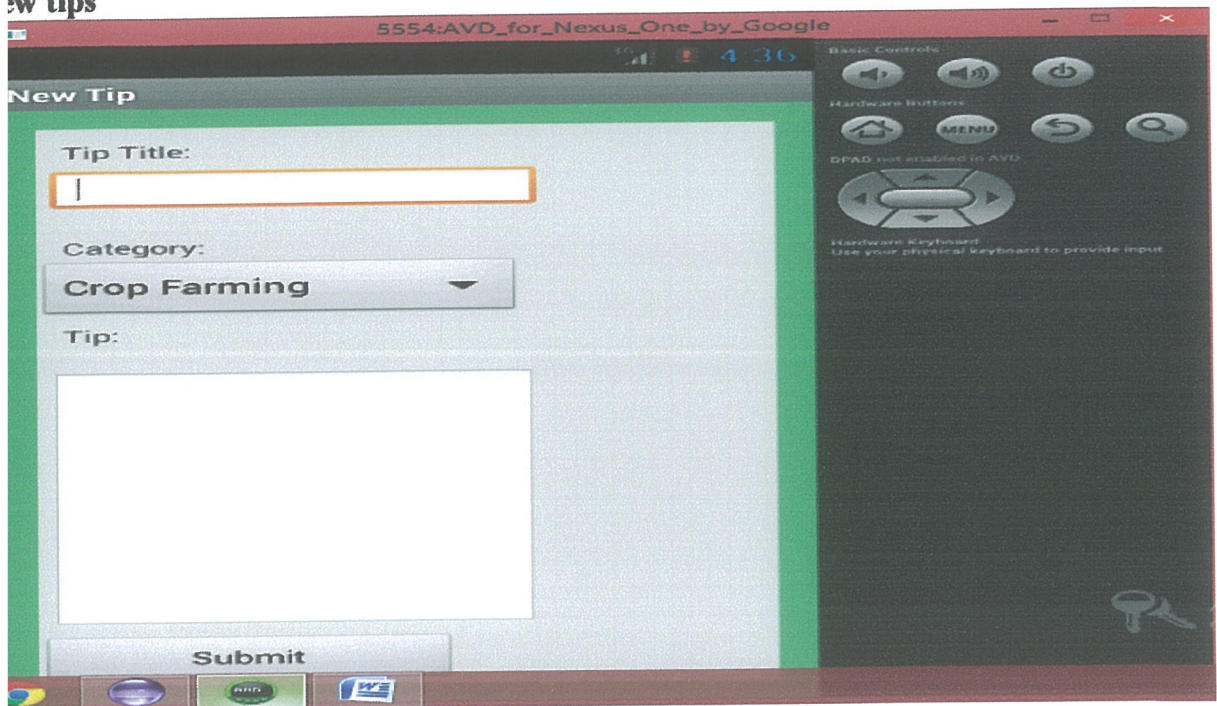 ew tips
5554:AVD_for_Nexus_One_by_Google
3G 4:36
New Tip
Tip Title:
Category:
Crop Farming
Tip:
Submit
Basic Controls
Hardware Buttons
MENU
DPAD not enabled in AVD
Hardware Keyboard
Use your physical keyboard to provide input